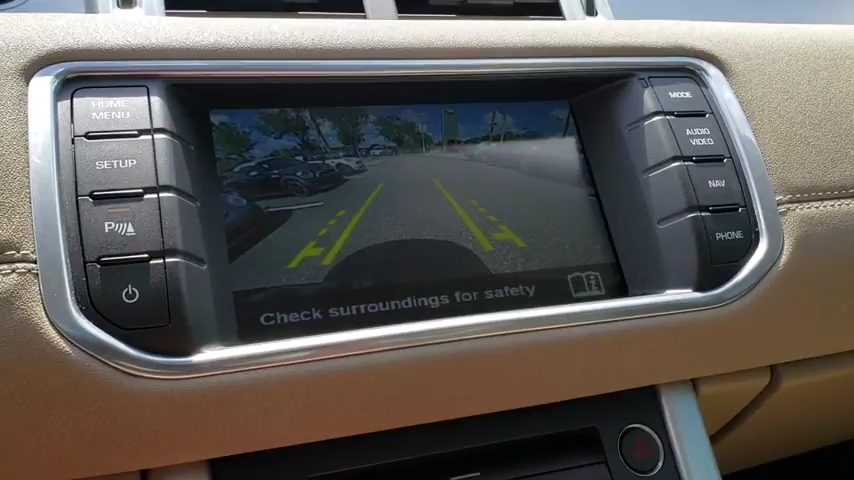 HOME
MENU
SETUP
P
MODE
AUDIO
VIDEO
NAV
PHONE
Check surroundings for safety
i